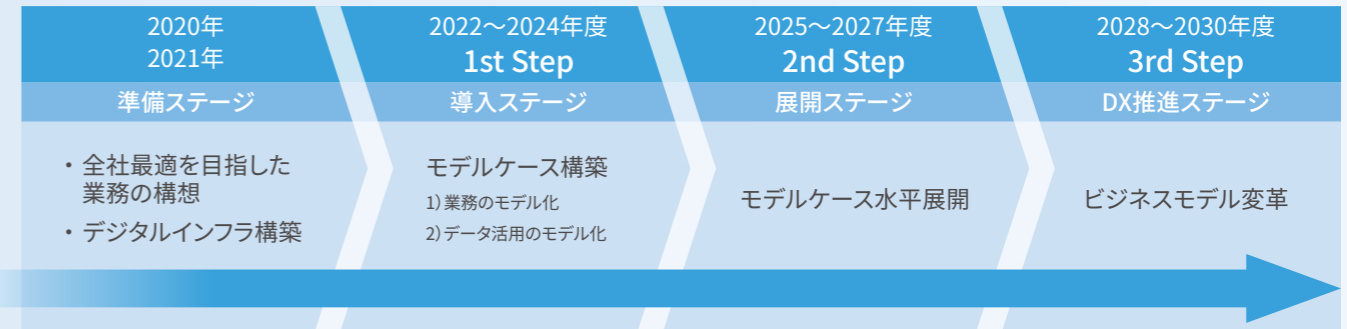 2020年
2021年
準備ステージ
・ 全社最適を目指した
業務の構想
・ デジタルインフラ構築
2022〜2024年度
1st Step
導入ステージ
モデルケース構築
1）業務のモデル化
2）データ活用のモデル化
2025〜2027年度
2nd Step
展開ステージ
モデルケース水平展開
2028〜2030年度
3rd Step
DX推進ステージ
ビジネスモデル変革